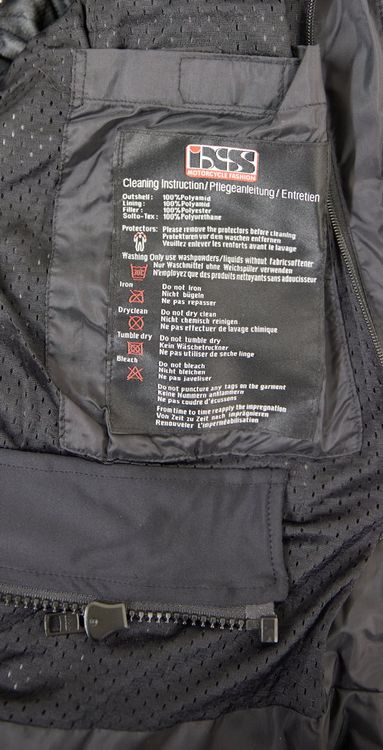 ixs
MOTORCYCLE FASHION
Cleaning Instruction/Pflegeanleitung/Entretien
Outshell: 100%Polyamid
Lining: 100%Polyamid
Filler: 100%Polyester
Solto-Tex: 100%Polyurethane
Protectors: Please remove the protectors before cleaning
Protektoren vor dem waschen entfernen
Veuillez enlever les renforts avant le lavage
Washing Only use washpowders/liquids without fabricsoftener
30°C Nur Waschmittel ohne Weichspüler verwenden
N'employez que des produits nettoyants sans adoucisseur
Iron Do not iron
Nicht bügeln
Ne pas repasser
Dryclean Do not dry clean
Nicht chemisch reinigen
Ne pas effectuer de lavage chimique
Tumble dry Do not tumble dry
Kein Wäschetrockner
Ne pas utiliser de sèche linge
Bleach Do not bleach
Nicht bleichen
Ne pas javeliser
Do not puncture any tags on the garment
Keine Nummern antlammern
Ne pas coudre d'écussons
From time to time reapply the impregnation
Von Zeit zu Zeit nach imprägnieren
Renouveler L'imperméabilisation